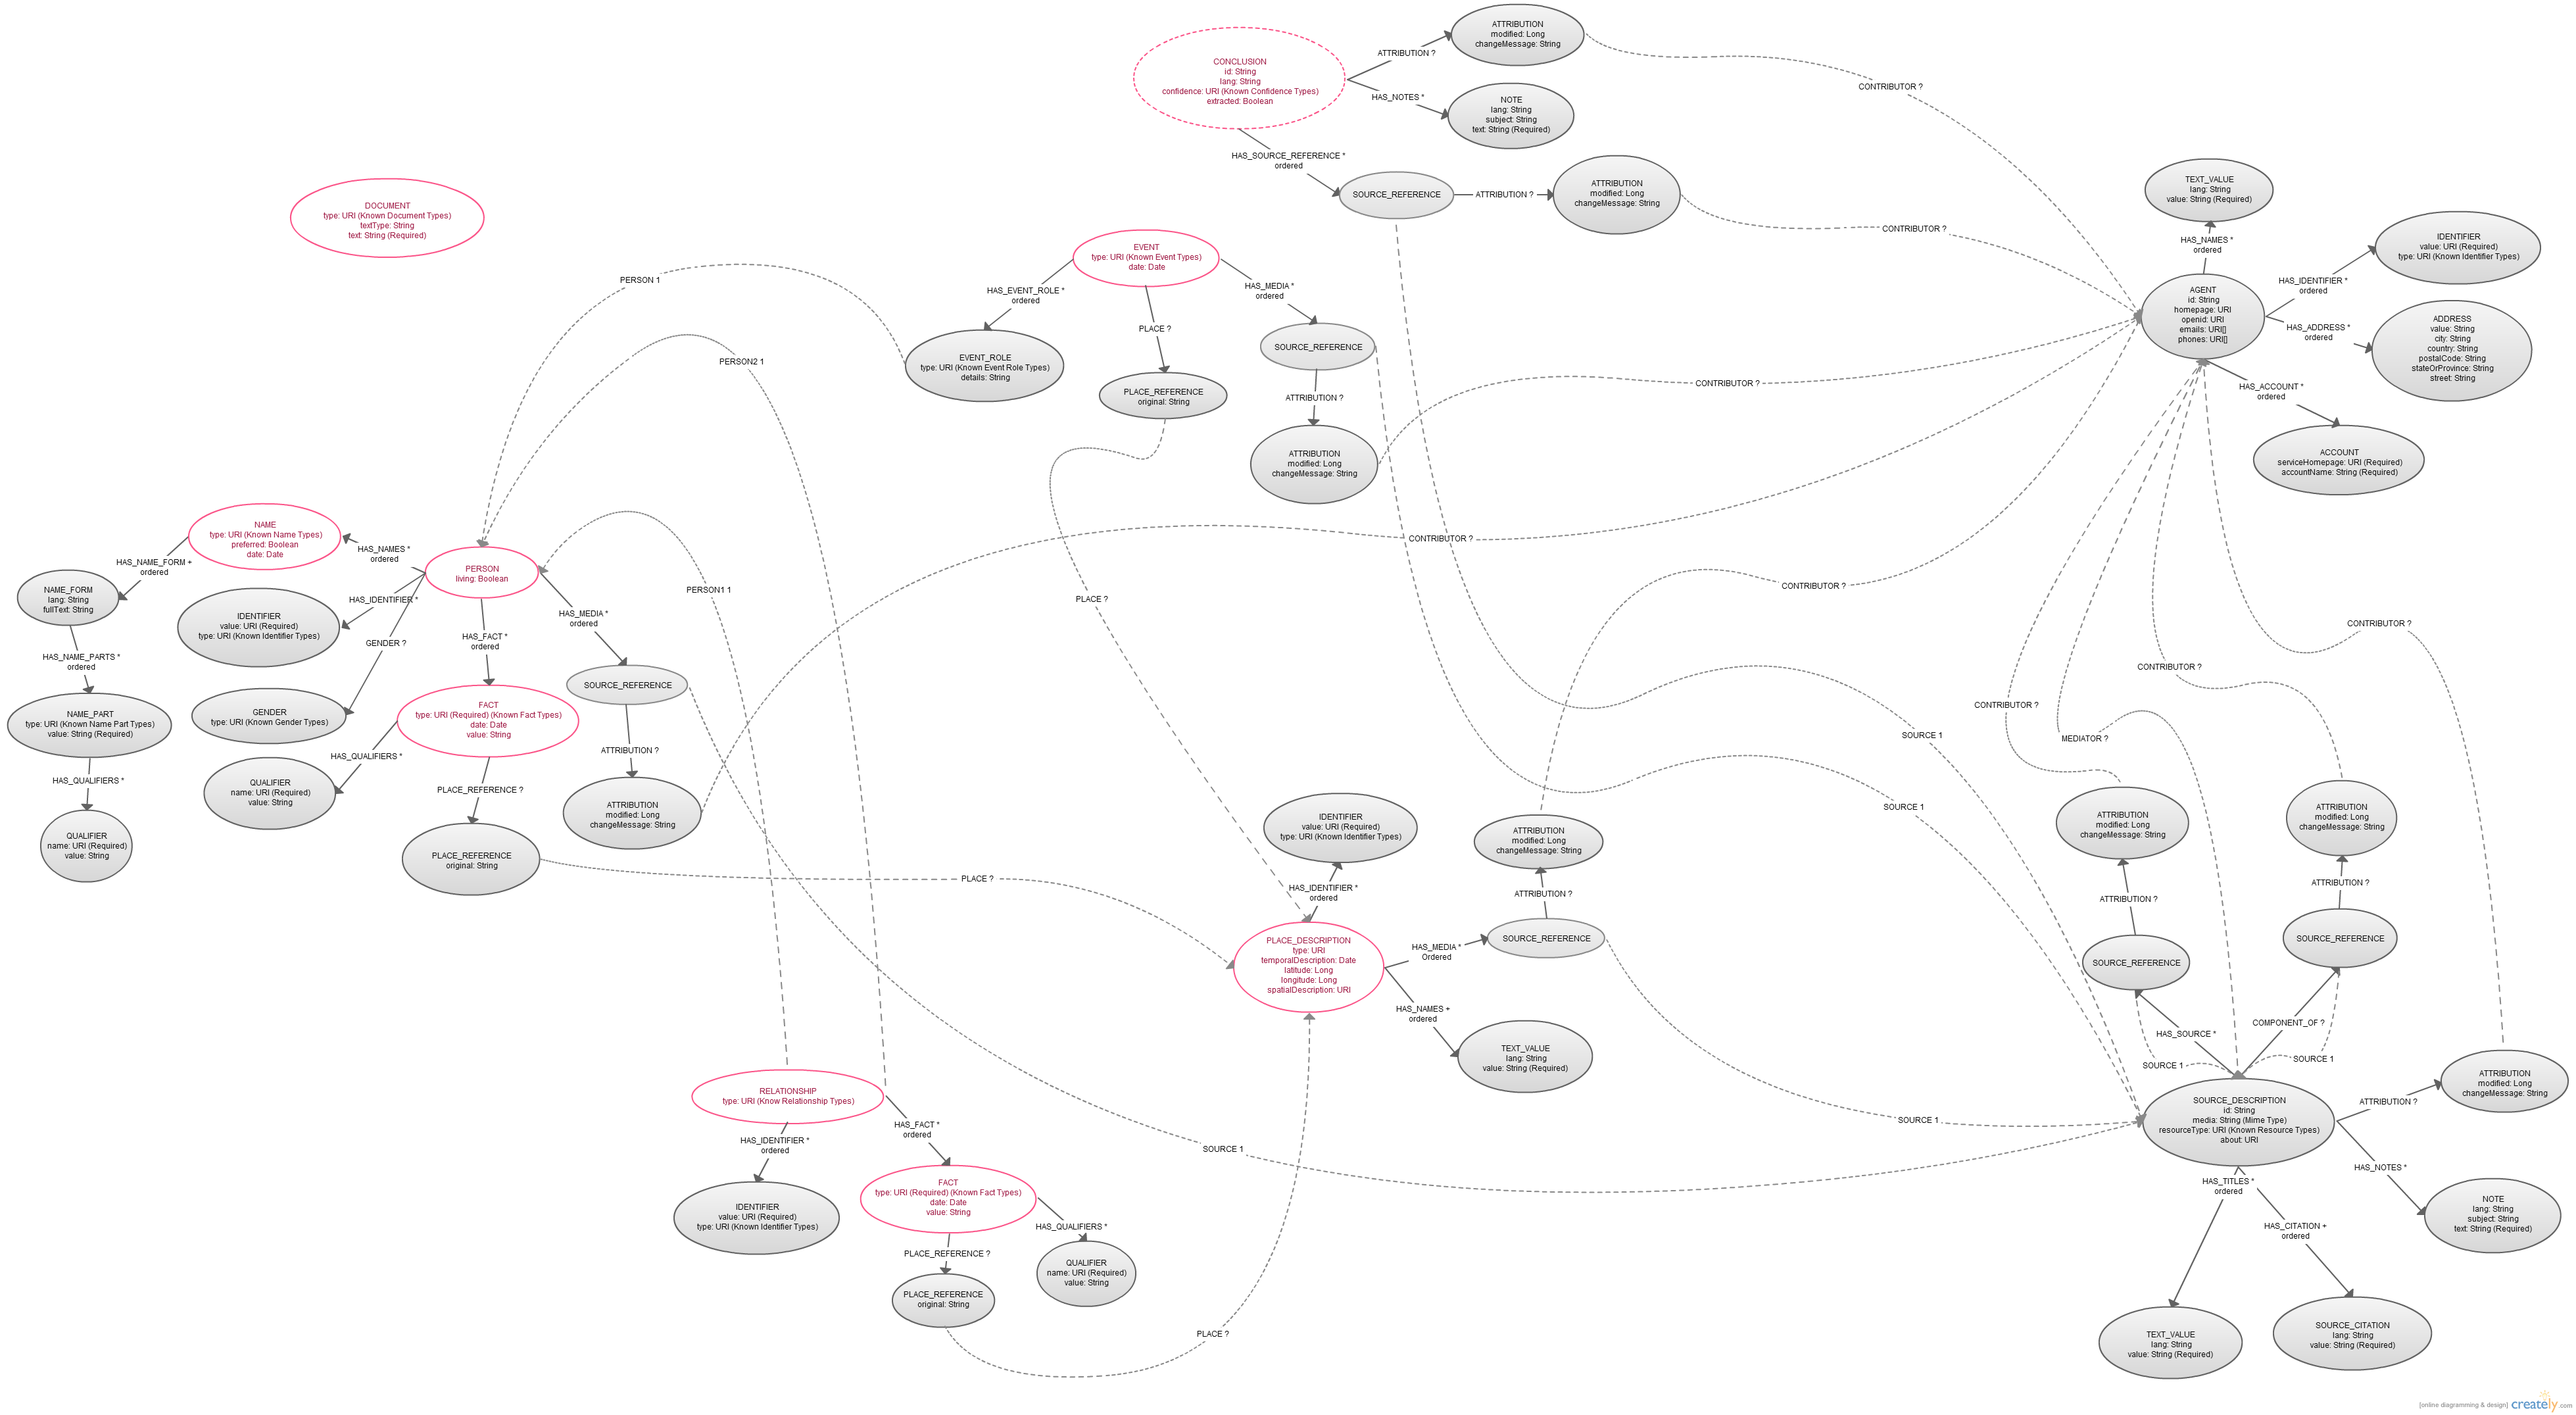 ATTRIBUTION
modified: Long
changeMessage: String
CONCLUSION
id: String
lang: String
confidence: URI (Known Confidence Types)
extracted: Boolean
ATTRIBUTION ?
HAS_NOTES *
NOTE
lang: String
subject: String
text: String (Required)
CONTRIBUTOR ?
HAS_SOURCE_REFERENCE *
ordered
SOURCE_REFERENCE
ATTRIBUTION ?
ATTRIBUTION
modified: Long
changeMessage: String
CONTRIBUTOR ?
DOCUMENT
type: URI (Known Document Types)
textType: String
text: String (Required)
TEXT_VALUE
lang: String
value: String (Required)
HAS_NAMES *
ordered
IDENTIFIER
value: URI (Required)
type: URI (Known Identifier Types)
HAS_IDENTIFIER *
ordered
AGENT
id: String
homepage: URI
openid: URI
emails: URI[]
phones: URI[]
HAS_ADDRESS *
ordered
ADDRESS
value: String
city: String
country: String
postalCode: String
stateOrProvince: String
street: String
HAS_ACCOUNT *
ordered
ACCOUNT
serviceHomepage: URI (Required)
accountName: String (Required)
EVENT
type: URI (Known Event Types)
date: Date
HAS_EVENT_ROLE *
ordered
HAS_MEDIA *
ordered
PLACE ?
EVENT_ROLE
type: URI (Known Event Role Types)
details: String
PLACE_REFERENCE
original: String
SOURCE_REFERENCE
ATTRIBUTION ?
ATTRIBUTION
modified: Long
changeMessage: String
CONTRIBUTOR ?
PERSON 1
PERSON2 1
CONTRIBUTOR ?
CONTRIBUTOR ?
NAME
type: URI (Known Name Types)
preferred: Boolean
date: Date
HAS_NAMES *
ordered
HAS_NAME_FORM +
ordered
NAME_FORM
lang: String
fullText: String
PERSON
living: Boolean
HAS_IDENTIFIER *
IDENTIFIER
value: URI (Required)
type: URI (Known Identifier Types)
GENDER ?
HAS_FACT *
ordered
HAS_MEDIA *
ordered
PERSON1 1
PLACE ?
HAS_NAME_PARTS *
ordered
NAME_PART
type: URI (Known Name Part Types)
value: String (Required)
GENDER
type: URI (Known Gender Types)
FACT
type: URI (Required) (Known Fact Types)
date: Date
value: String
SOURCE_REFERENCE
ATTRIBUTION ?
HAS_QUALIFIERS *
HAS_QUALIFIERS *
QUALIFIER
name: URI (Required)
value: String
QUALIFIER
name: URI (Required)
value: String
PLACE_REFERENCE ?
PLACE_REFERENCE
original: String
ATTRIBUTION
modified: Long
changeMessage: String
PLACE ?
IDENTIFIER
value: URI (Required)
type: URI (Known Identifier Types)
HAS_IDENTIFIER *
ordered
ATTRIBUTION
modified: Long
changeMessage: String
ATTRIBUTION ?
PLACE_DESCRIPTION
type: URI
temporalDescription: Date
latitude: Long
longitude: Long
spatialDescription: URI
HAS_MEDIA *
Ordered
SOURCE_REFERENCE
HAS_NAMES +
ordered
TEXT_VALUE
lang: String
value: String (Required)
SOURCE 1
SOURCE 1
SOURCE 1
SOURCE 1
CONTRIBUTOR ?
CONTRIBUTOR ?
CONTRIBUTOR ?
MEDIATOR ?
ATTRIBUTION
modified: Long
changeMessage: String
ATTRIBUTION
modified: Long
changeMessage: String
ATTRIBUTION ?
ATTRIBUTION ?
SOURCE_REFERENCE
SOURCE_REFERENCE
HAS_SOURCE *
COMPONENT_OF ?
SOURCE 1
SOURCE 1
SOURCE_DESCRIPTION
id: String
media: String (Mime Type)
resourceType: URI (Known Resource Types)
about: URI
ATTRIBUTION ?
ATTRIBUTION
modified: Long
changeMessage: String
HAS_NOTES *
NOTE
lang: String
subject: String
text: String (Required)
HAS_TITLES *
ordered
HAS_CITATION +
ordered
TEXT_VALUE
lang: String
value: String (Required)
SOURCE_CITATION
lang: String
value: String (Required)
RELATIONSHIP
type: URI (Know Relationship Types)
HAS_IDENTIFIER *
ordered
IDENTIFIER
value: URI (Required)
type: URI (Known Identifier Types)
HAS_FACT *
ordered
FACT
type: URI (Required) (Known Fact Types)
date: Date
value: String
HAS_QUALIFIERS *
QUALIFIER
name: URI (Required)
value: String
PLACE_REFERENCE ?
PLACE_REFERENCE
original: String
PLACE ?
[online diagramming & design] creately.com